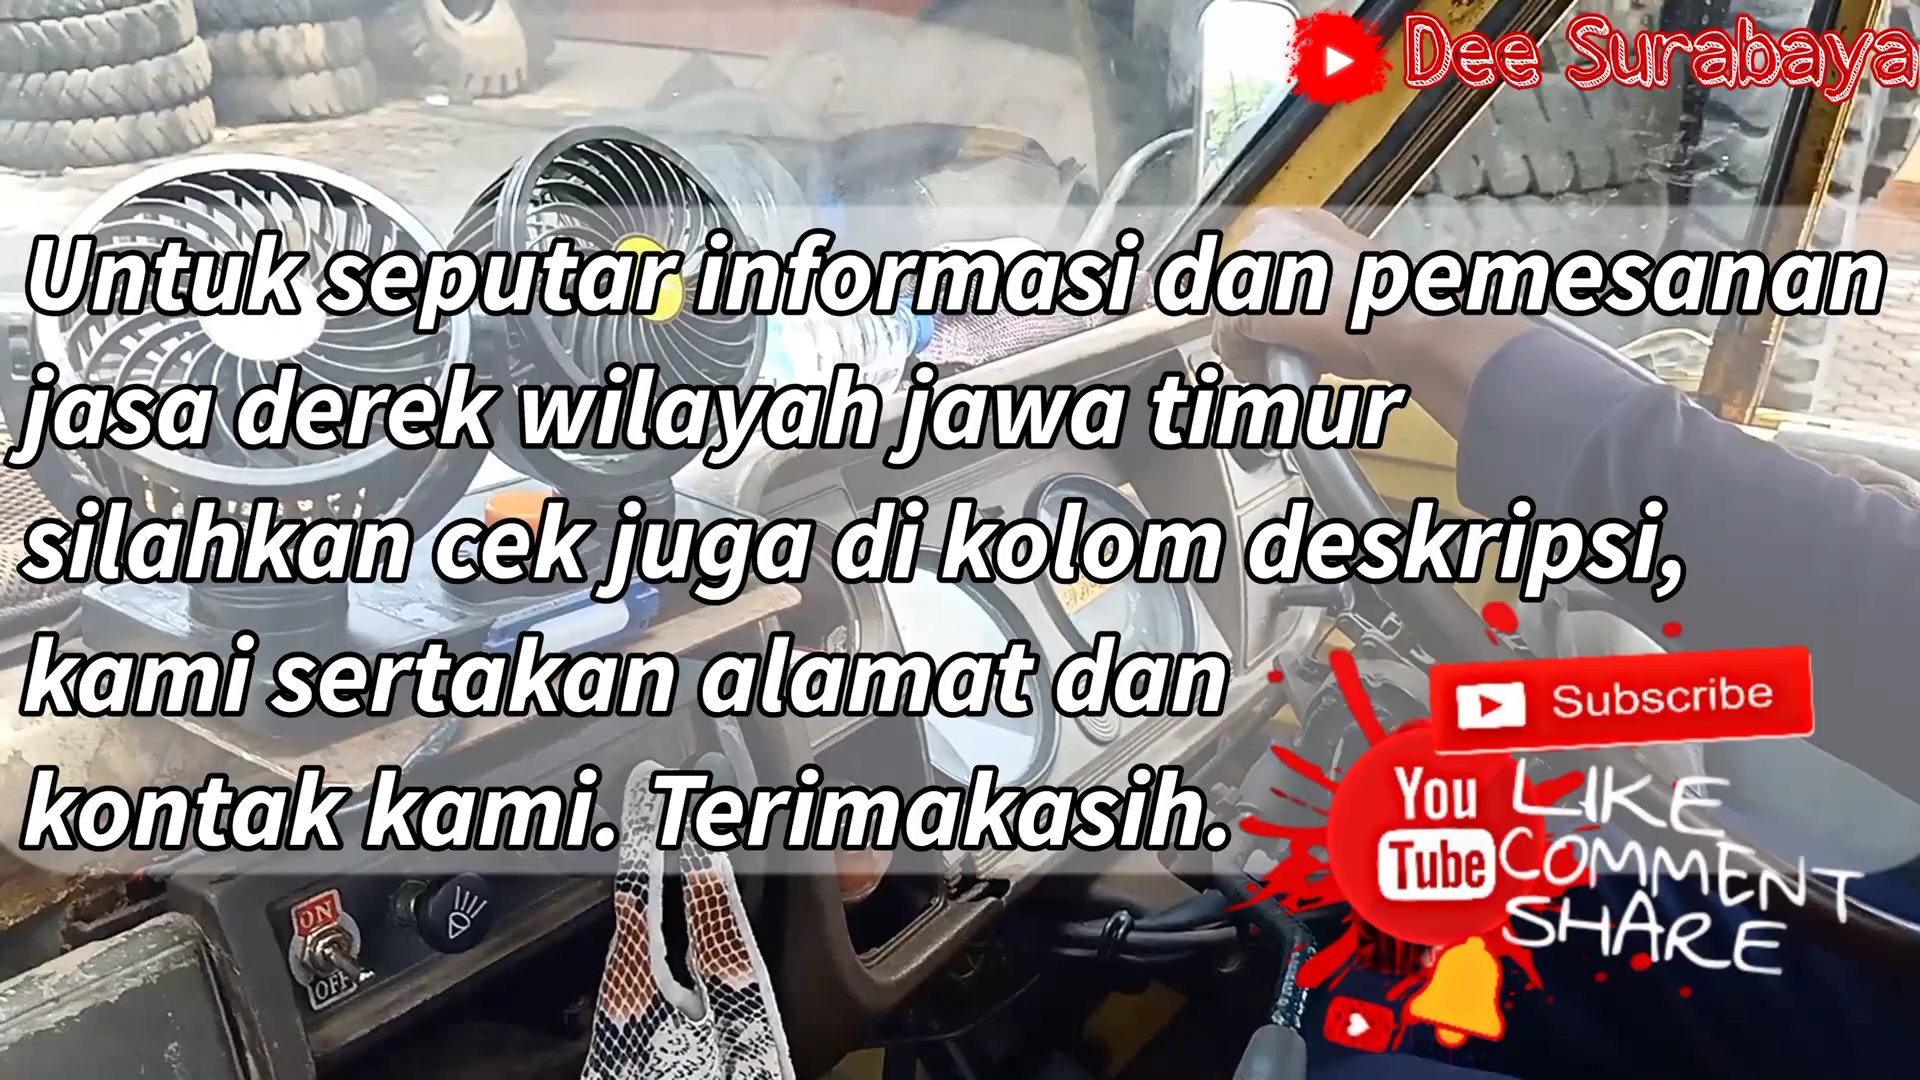 Dee Surabaya
Untuk seputar informasi dan pemesanan
jasa derek wilayah jawa timur
silahkan cek juga di kolom deskripsi,
kami sertakan alamat dan
kontak kami. Terimakasih.
Subscribe
You
Tube
LIKE
COMMENT
SHARE
ON
OFF